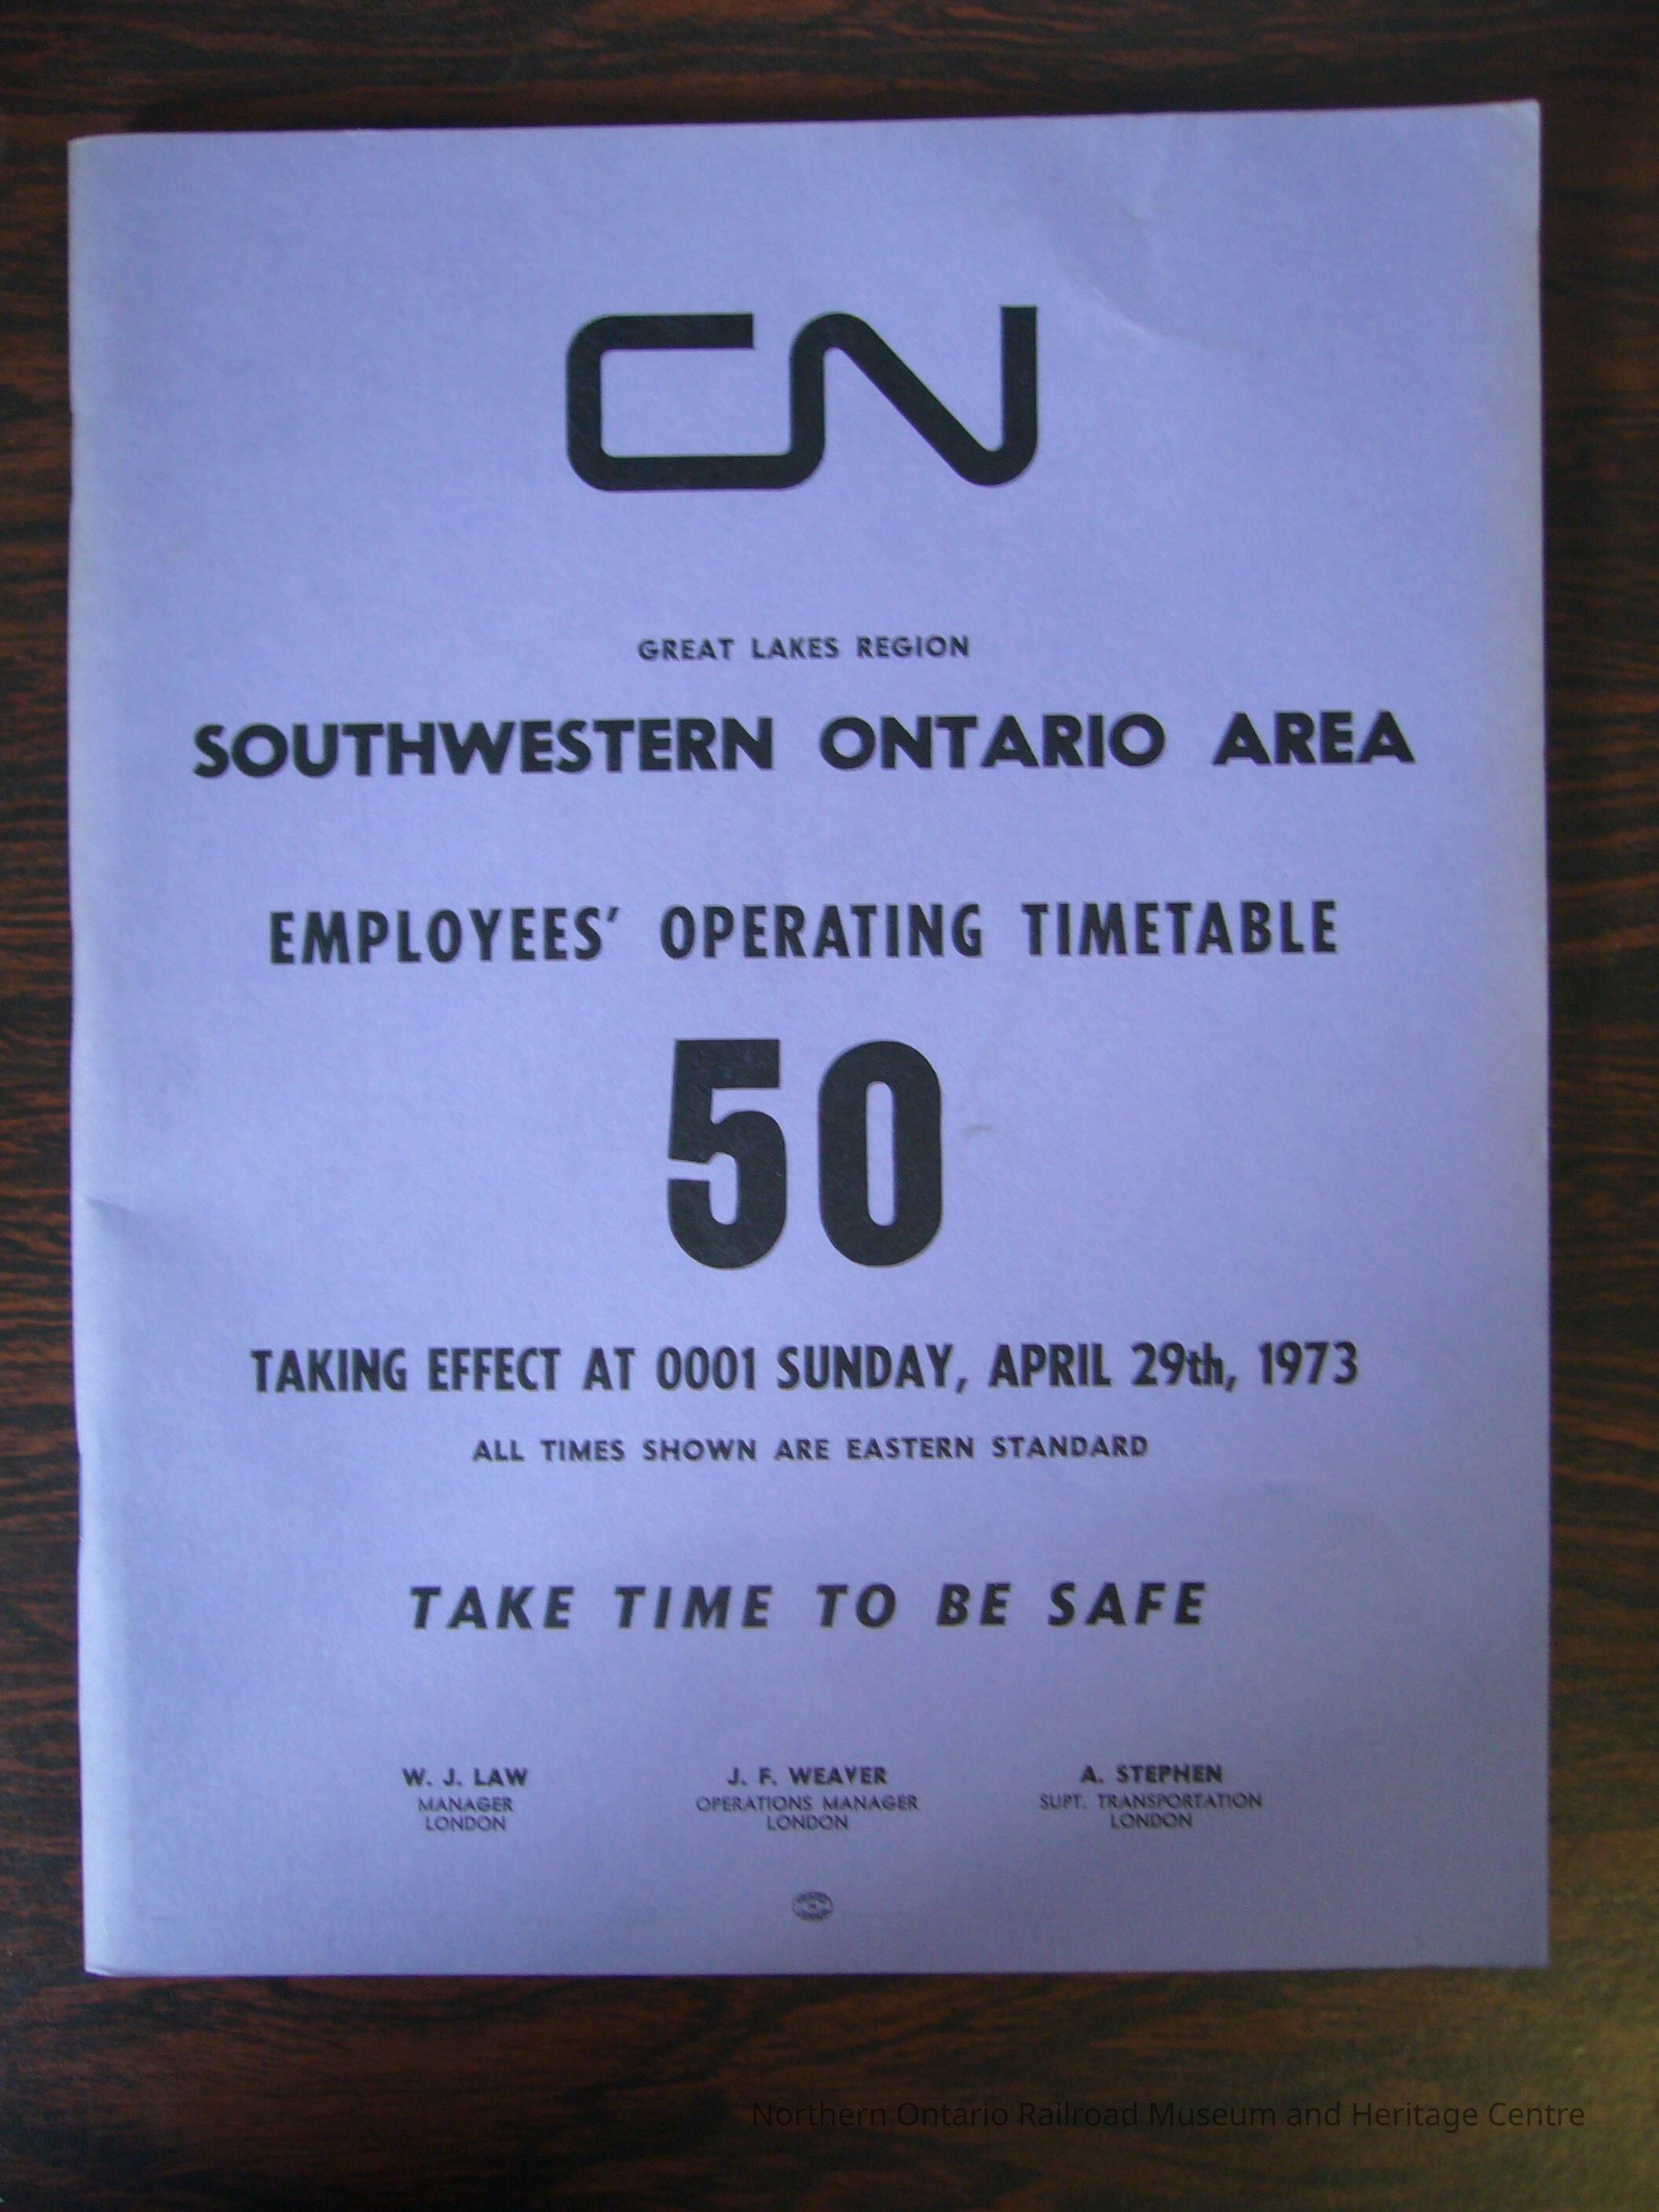 CN
GREAT LAKES REGION
SOUTHWESTERN ONTARIO AREA
EMPLOYEES' OPERATING TIMETABLE
50
TAKING EFFECT AT 0001 SUNDAY, APRIL 29th, 1973
ALL TIMES SHOWN ARE EASTERN STANDARD
TAKE TIME TO BE SAFE
W. J. LAW
MANAGER
LONDON
J. F. WEAVER
OPERATIONS MANAGER
LONDON
A. STEPHEN
SUPT. TRANSPORTATION
LONDON
Northern Ontario Railroad Museum and Heritage Centre